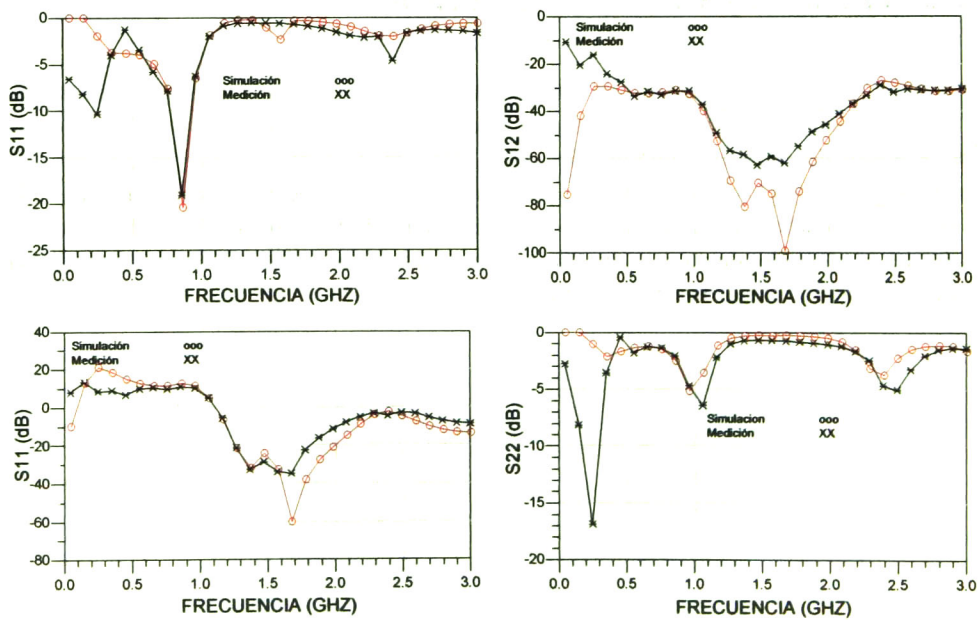 0
-5
-10
-15
-20
-25
S11 (dB)
Simulación ooo
Medición XX
0.0 0.5 1.0 1.5 2.0 2.5 3.0
FRECUENCIA (GHZ)
0
-20
-40
-60
-80
-100
S12 (dB)
Simulación ooo
Medición XX
0.0 0.5 1.0 1.5 2.0 2.5 3.0
FRECUENCIA (GHZ)
40
20
0
-20
-40
-60
-80
S11 (dB)
Simulación ooo
Medición XX
0.0 0.5 1.0 1.5 2.0 2.5 3.0
FRECUENCIA (GHZ)
0
-5
-10
-15
-20
S22 (dB)
Simulacion ooo
Medición XX
0.0 0.5 1.0 1.5 2.0 2.5 3.0
FRECUENCIA (GHZ)